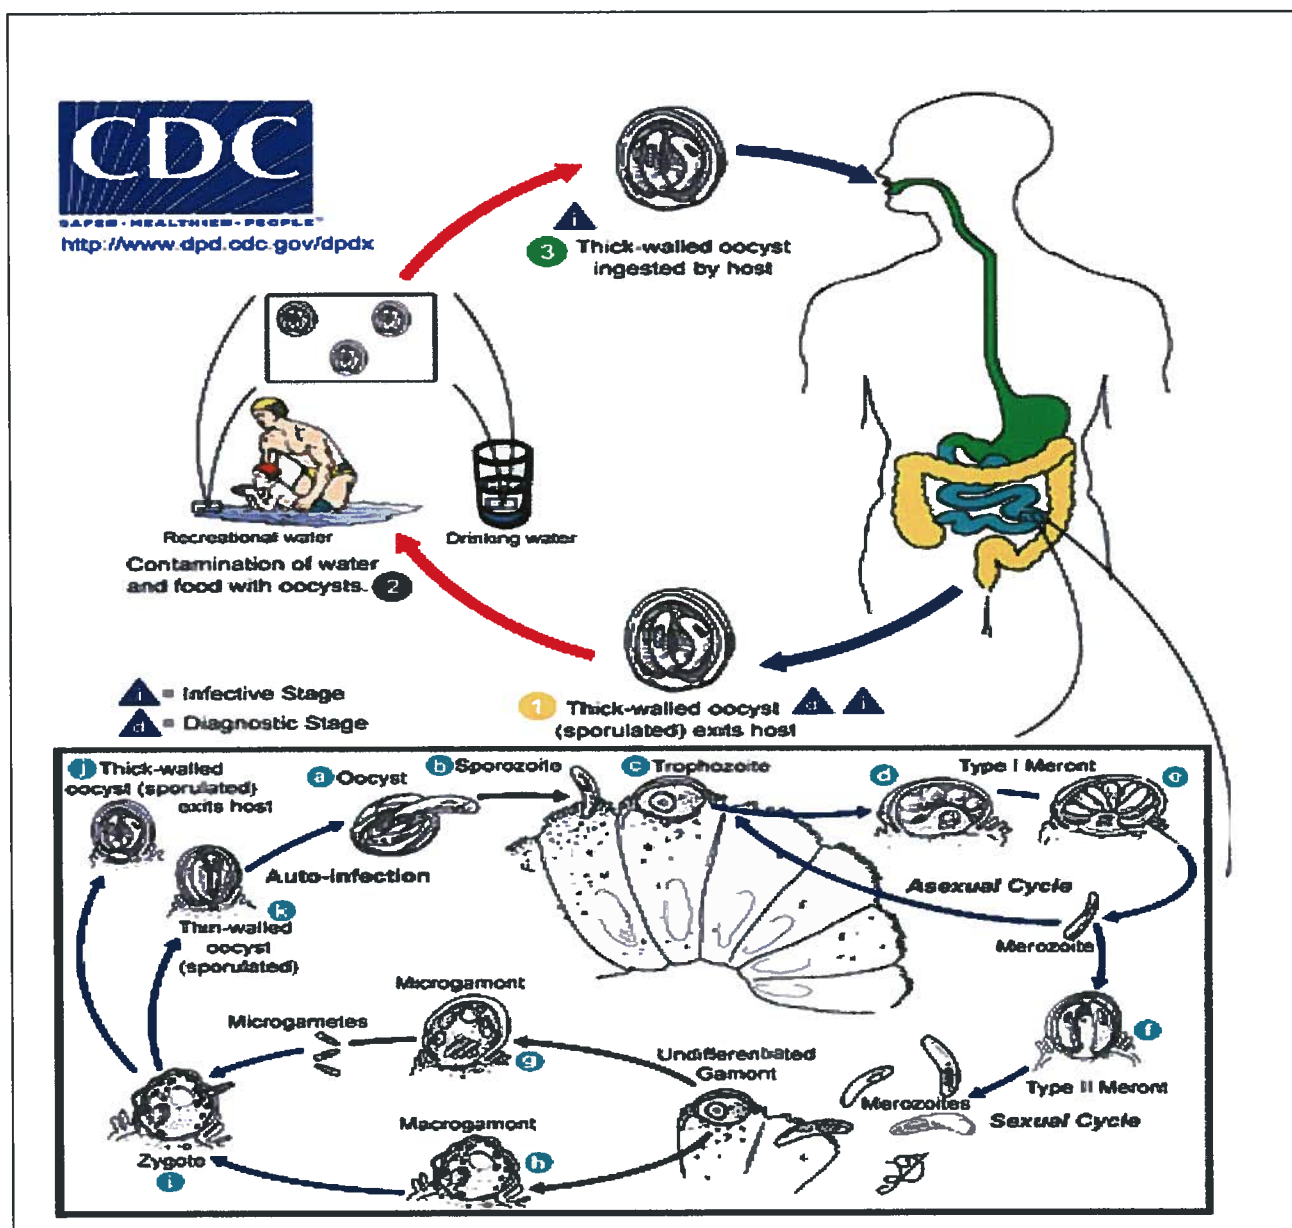 CDC
SAFER • HEALTHIER • PEOPLE™
http://www.dpd.cdc.gov/dpdx
i
3 Thick-walled oocyst
ingested by host
Recreational water
Drinking water
Contamination of water
and food with oocysts. 2
i = Infective Stage
d = Diagnostic Stage
1 Thick-walled oocyst d i
(sporulated) exits host
j Thick-walled
oocyst (sporulated)
exits host
a Oocyst
b Sporozoite
c Trophozoite
d Type I Meront e
Auto-infection
Asexual Cycle
k
Thin-walled
oocyst
(sporulated)
Merozoite
Microgamont
Microgametes
g
Undifferentiated
Gamont
f
Type II Meront
Merozoites
Sexual Cycle
Macrogamont
h
Zygote
i